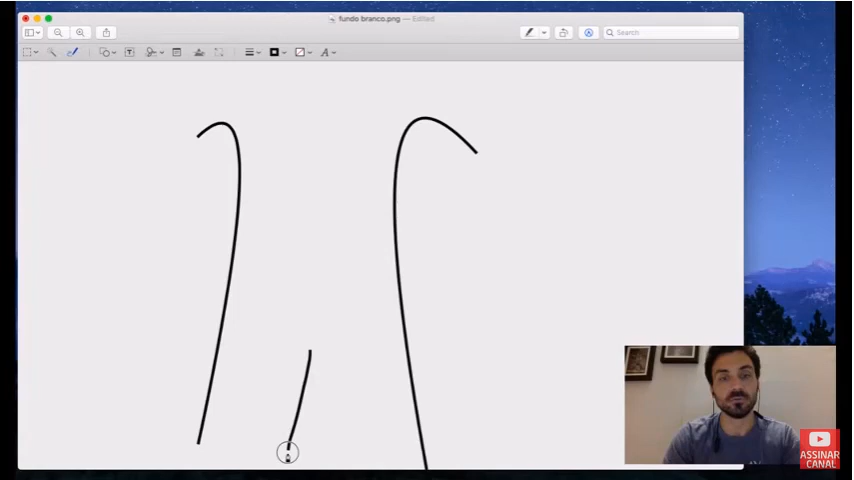 fundo branco.png — Edited
Search
A
ASSINAR
CANAL